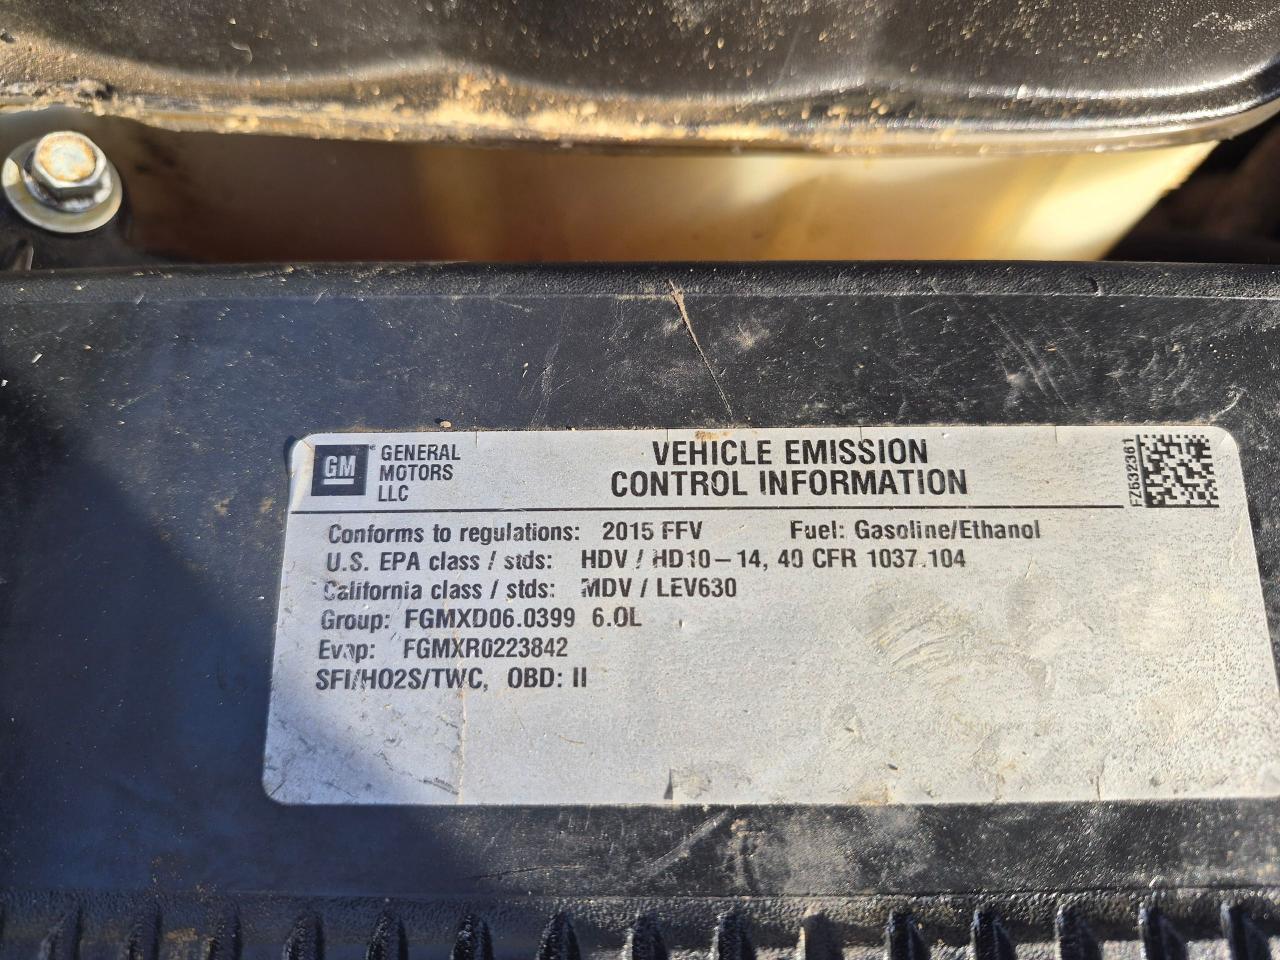 GM
GENERAL
MOTORS
LLC
VEHICLE EMISSION
CONTROL INFORMATION
FZ532361
Conforms to regulations: 2015 FFV Fuel: Gasoline/Ethanol
U.S. EPA class / stds: HDV / HD10-14, 40 CFR 1037.104
California class / stds: MDV / LEV630
Group: FGMXD06.0399 6.0L
Evap: FGMXR0223842
SFI/HO2S/TWC, OBD: II